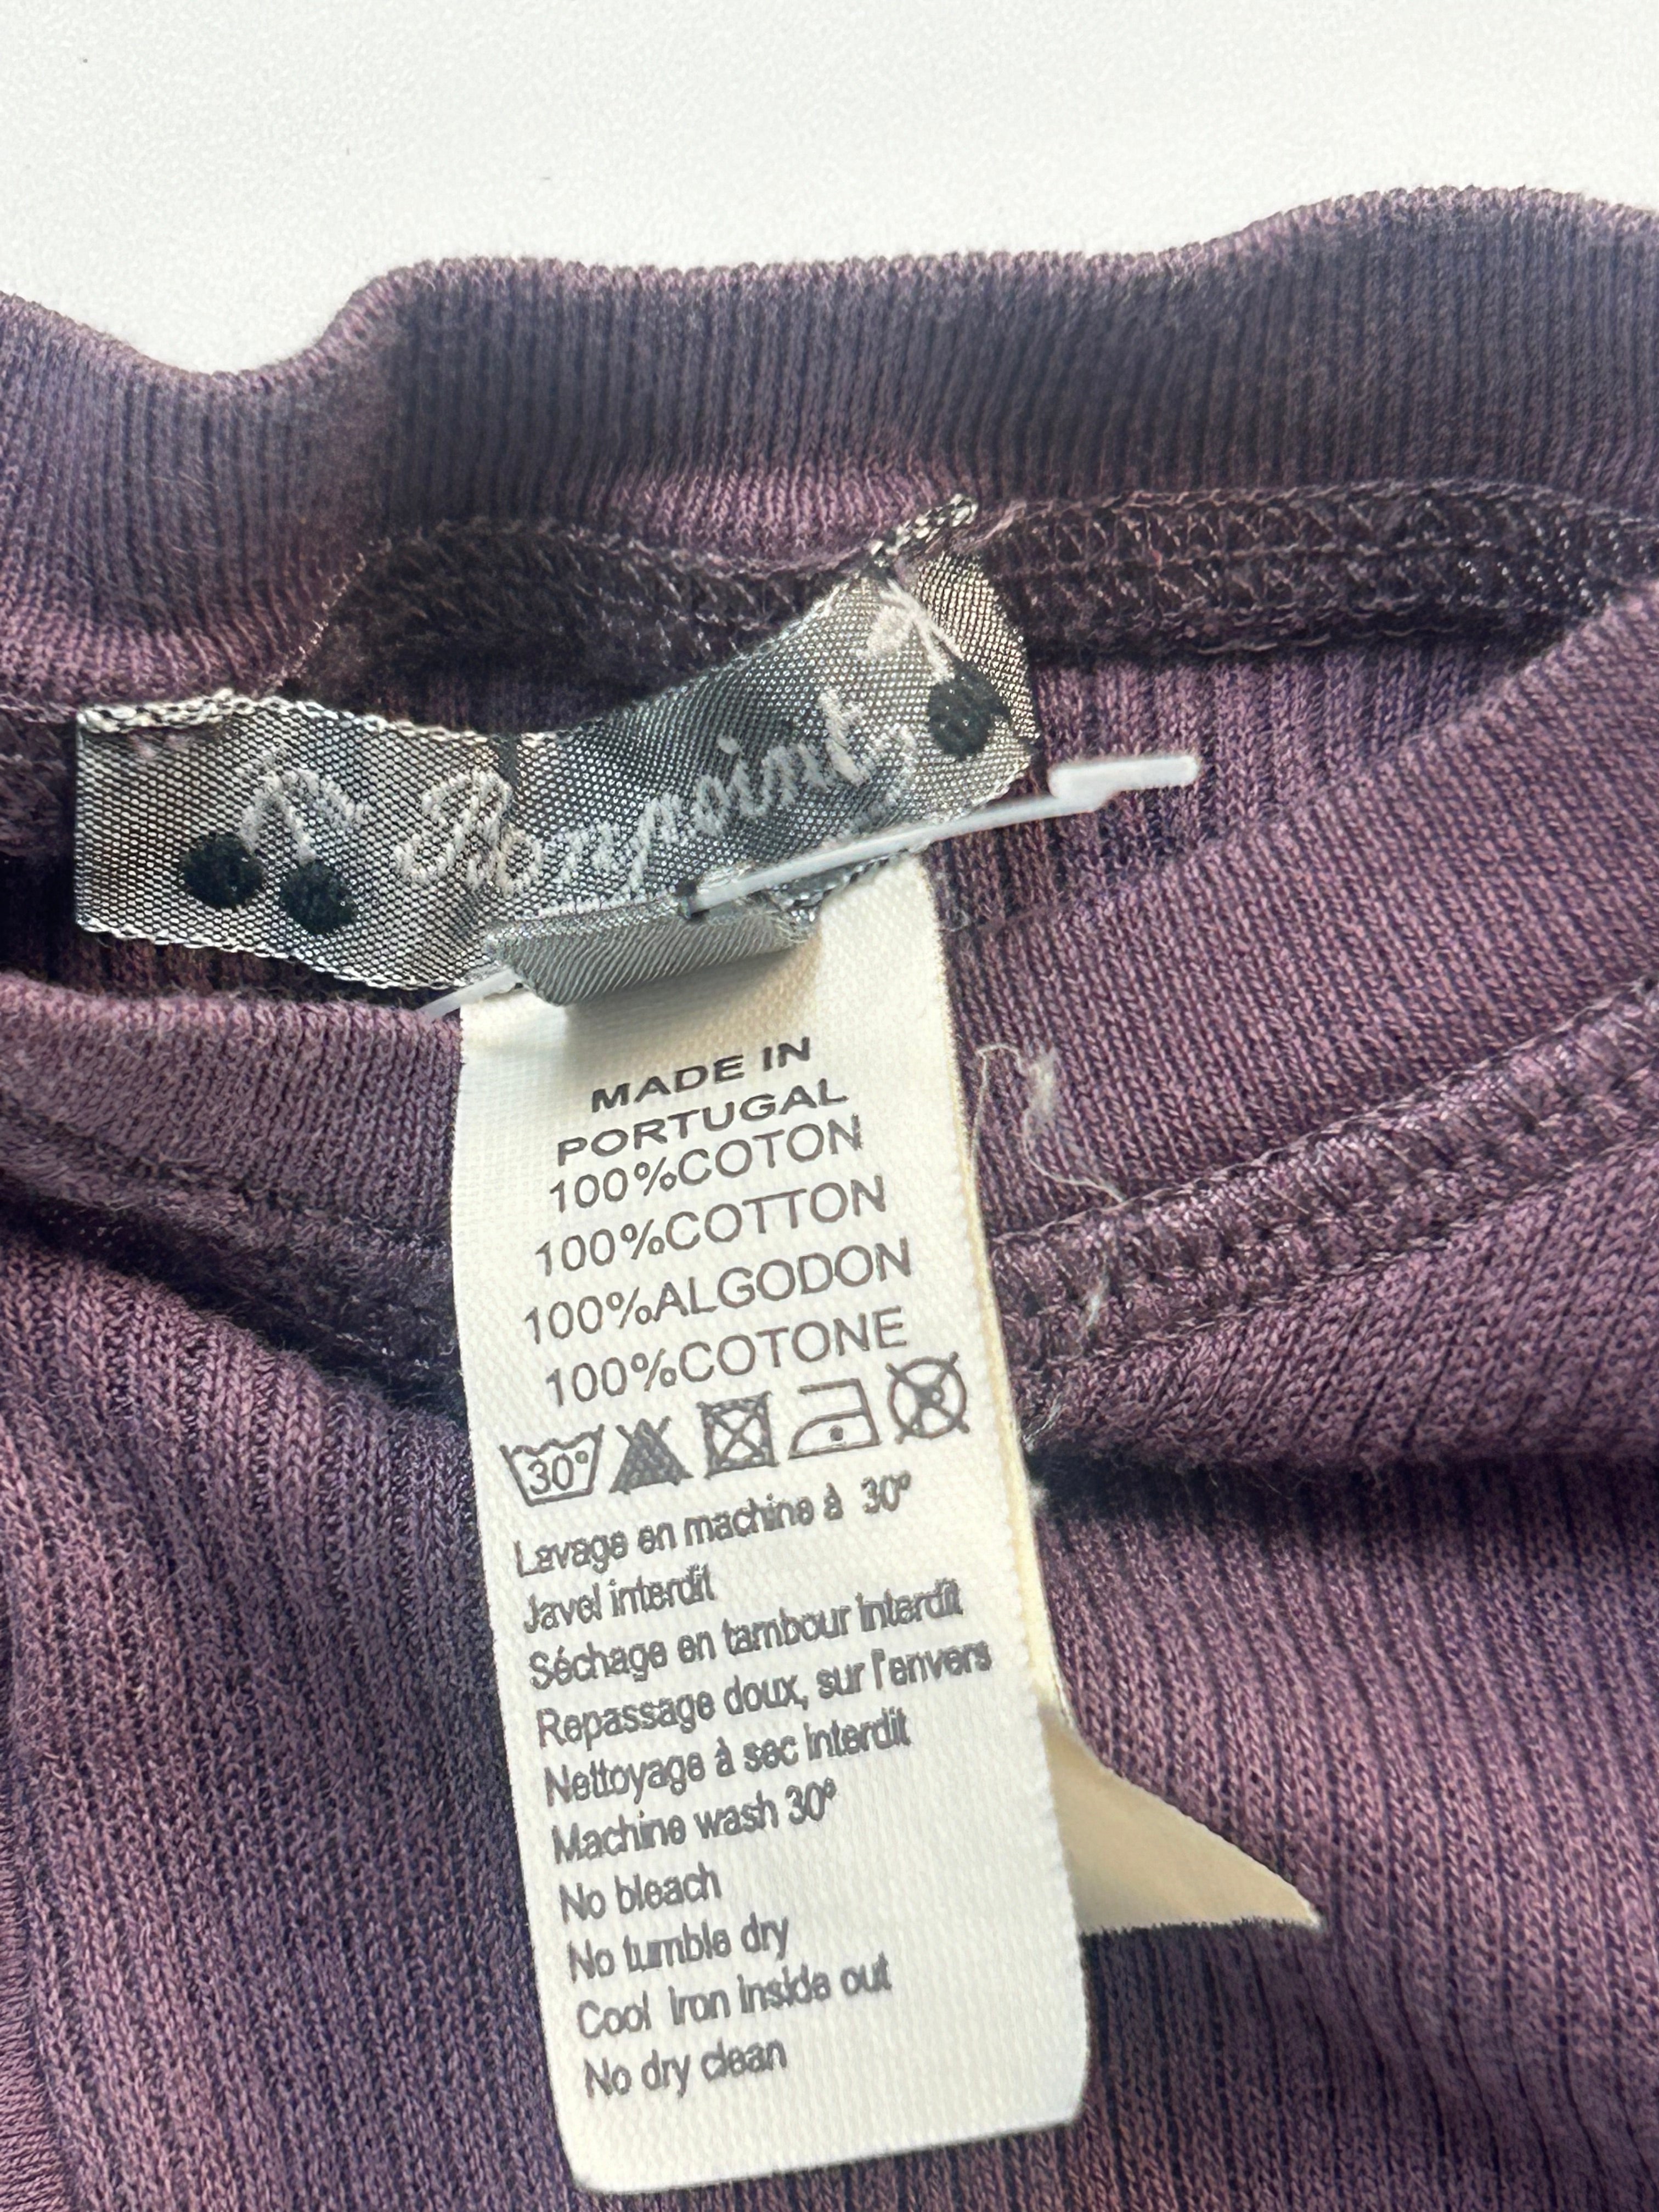 Bonpoint
MADE IN
PORTUGAL
100%COTON
100%COTTON
100%ALGODON
100%COTONE
30°
Lavage en machine à 30°
Javel interdit
Séchage en tambour interdit
Repassage doux, sur l'envers
Nettoyage à sec interdit
Machine wash 30°
No bleach
No tumble dry
Cool Iron inside out
No dry clean